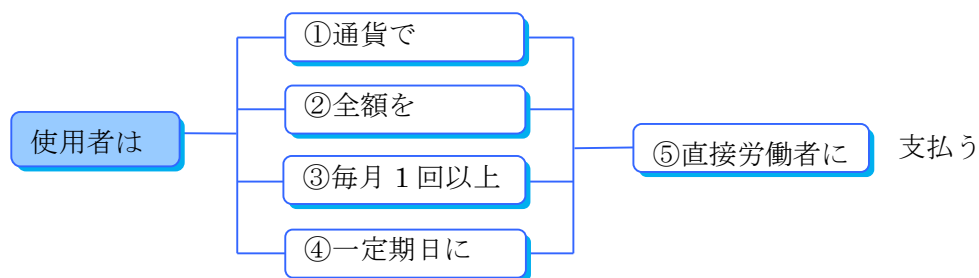 使用者は
①通貨で
②全額を
③毎月１回以上
④一定期日に
⑤直接労働者に
支払う